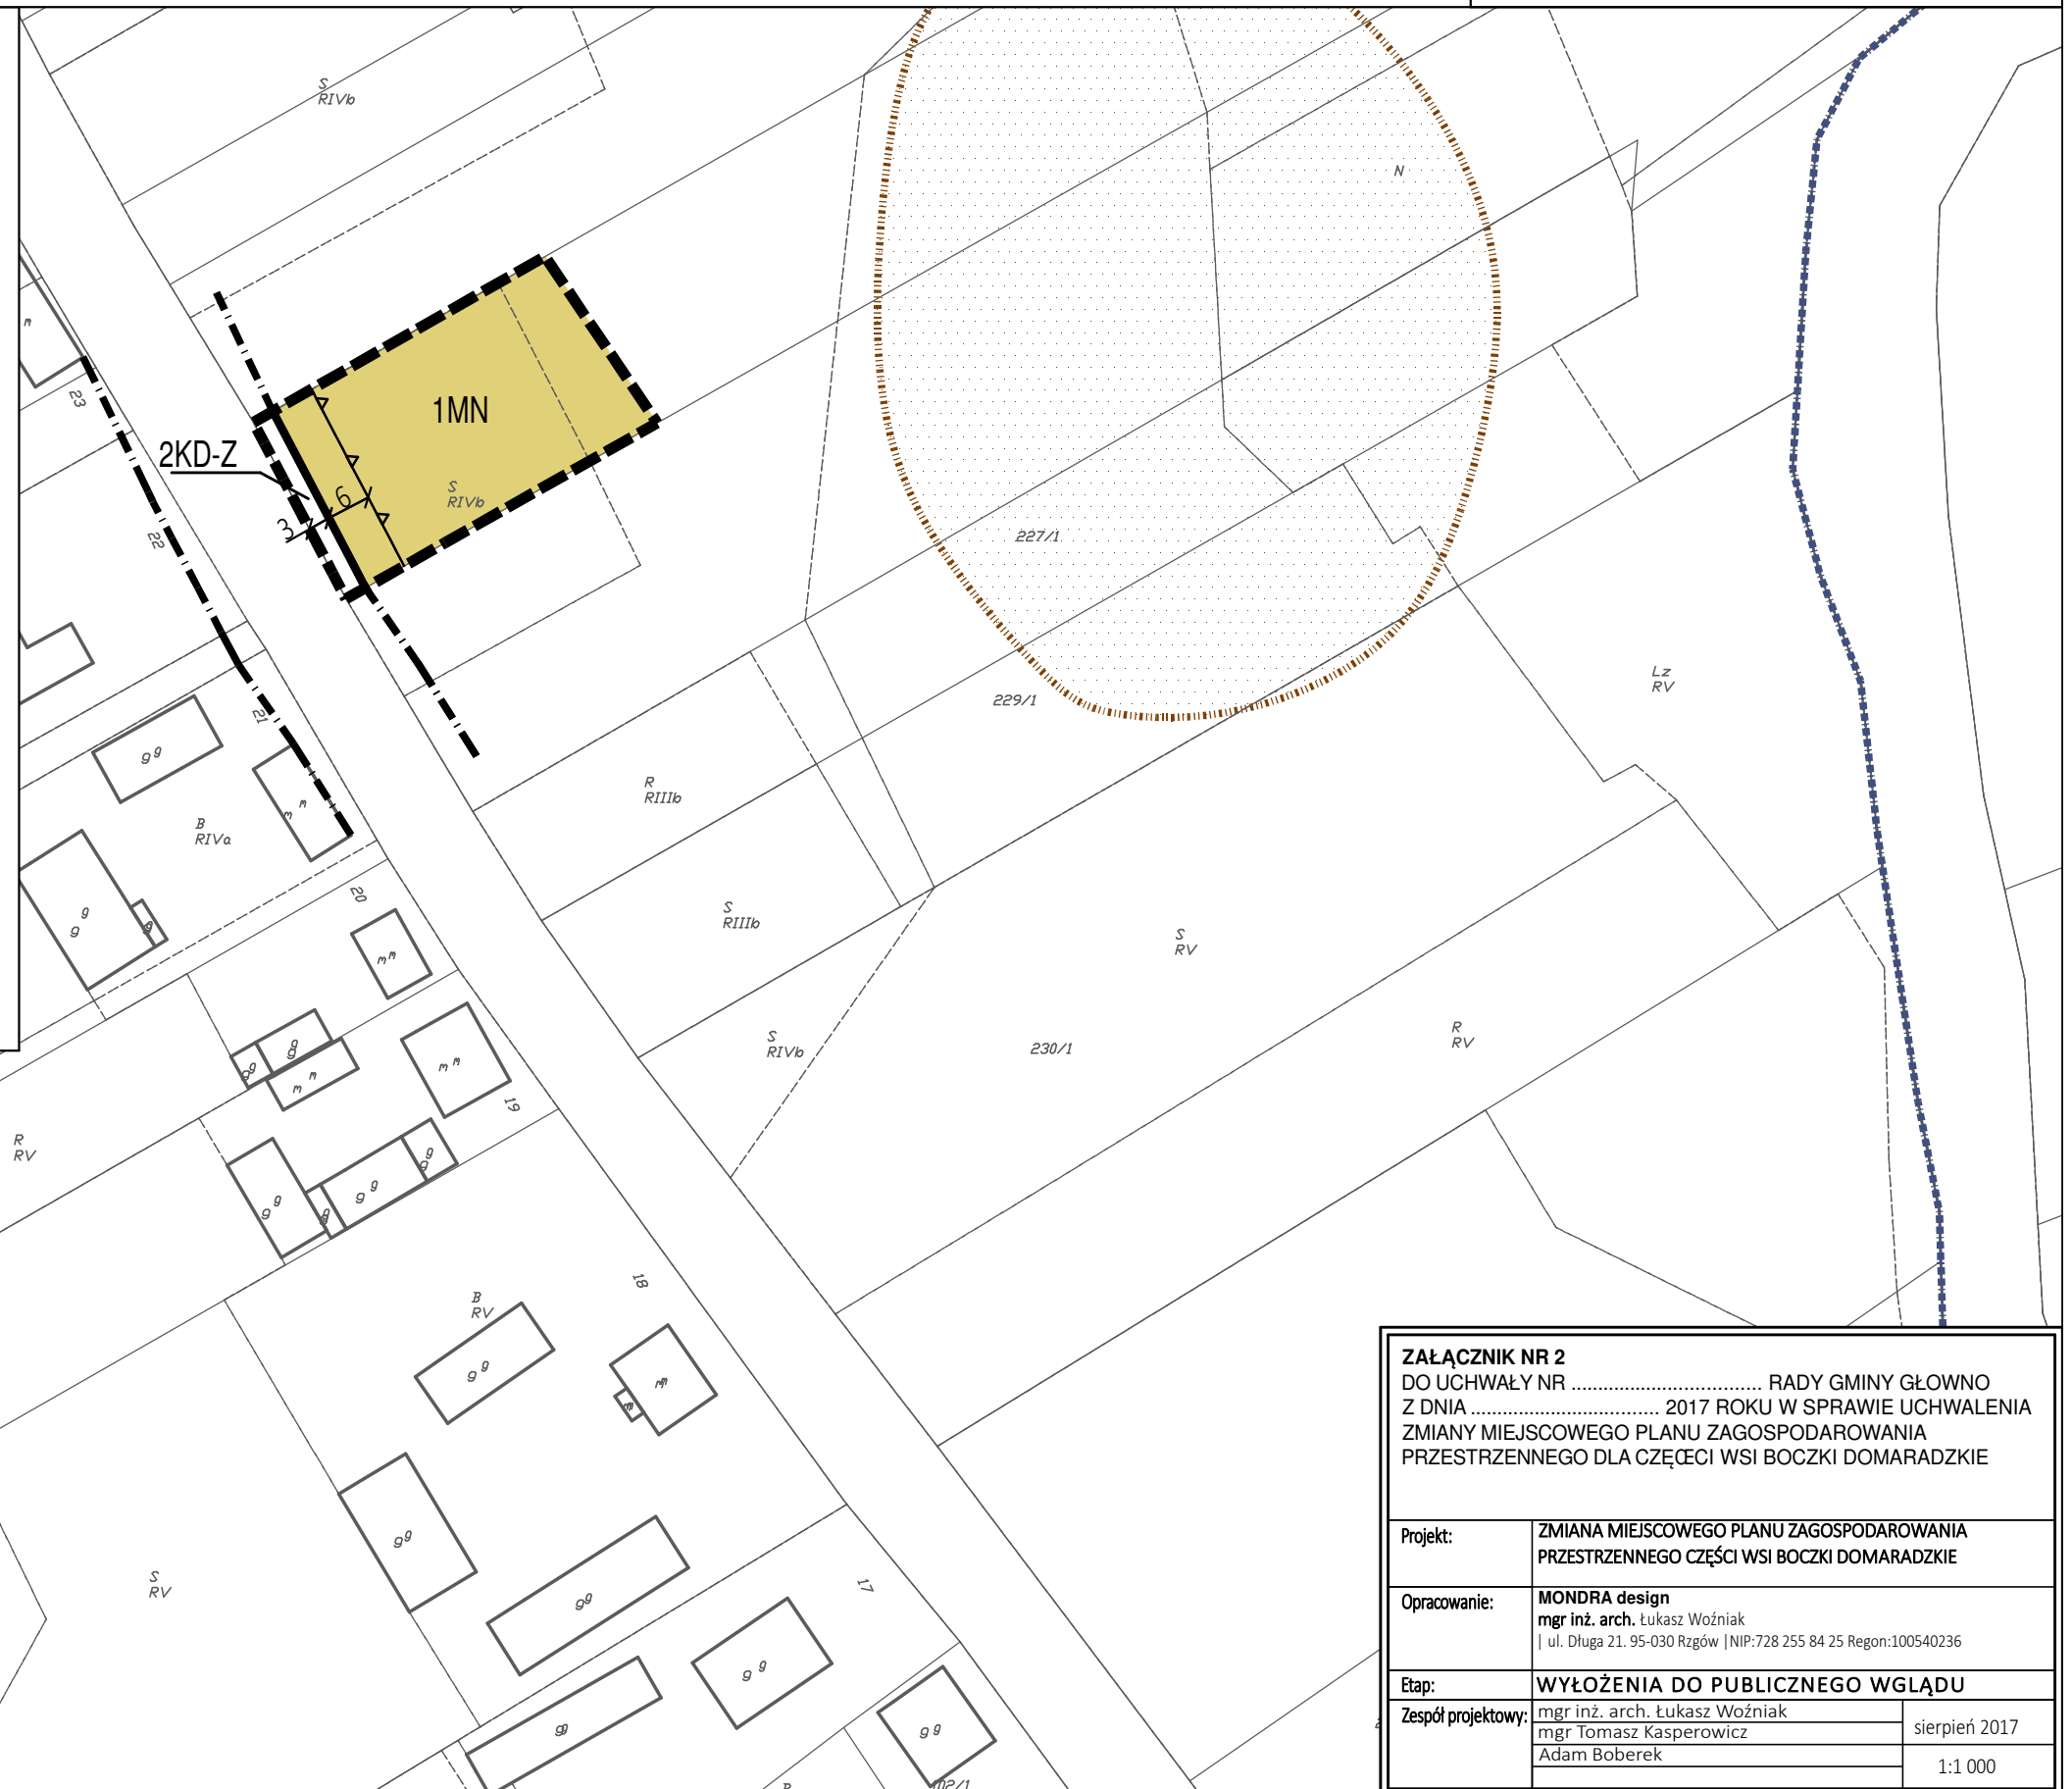 S
RIVb
N
n
23
1MN
2KD-Z
S
RIVb
6
3
22
227/1
Lz
RV
229/1
21
g g
R
RIIIb
m n
B
RIVa
20
S
RIIIb
g
g
g
S
RV
m n
R
RV
S
RIVb
230/1
g
g
g g
m n
m n
19
R
RV
g
g
g g
g g
g
18
B
RV
g g
m
ZAŁĄCZNIK NR 2
DO UCHWAŁY NR .................................. RADY GMINY GŁOWNO
Z DNIA .................................. 2017 ROKU W SPRAWIE UCHWALENIA
ZMIANY MIEJSCOWEGO PLANU ZAGOSPODAROWANIA
PRZESTRZENNEGO DLA CZĘŒCI WSI BOCZKI DOMARADZKIE
g g
Projekt:
ZMIANA MIEJSCOWEGO PLANU ZAGOSPODAROWANIA
PRZESTRZENNEGO CZĘŚCI WSI BOCZKI DOMARADZKIE
S
RV
17
g g
Opracowanie:
MONDRA design
mgr inż. arch. Łukasz Woźniak
| ul. Długa 21. 95-030 Rzgów |NIP:728 255 84 25 Regon:100540236
g g
Etap:
WYŁOŻENIA DO PUBLICZNEGO WGLĄDU
Zespół projektowy:
mgr inż. arch. Łukasz Woźniak
mgr Tomasz Kasperowicz
Adam Boberek
sierpień 2017
1:1 000
g g
g g